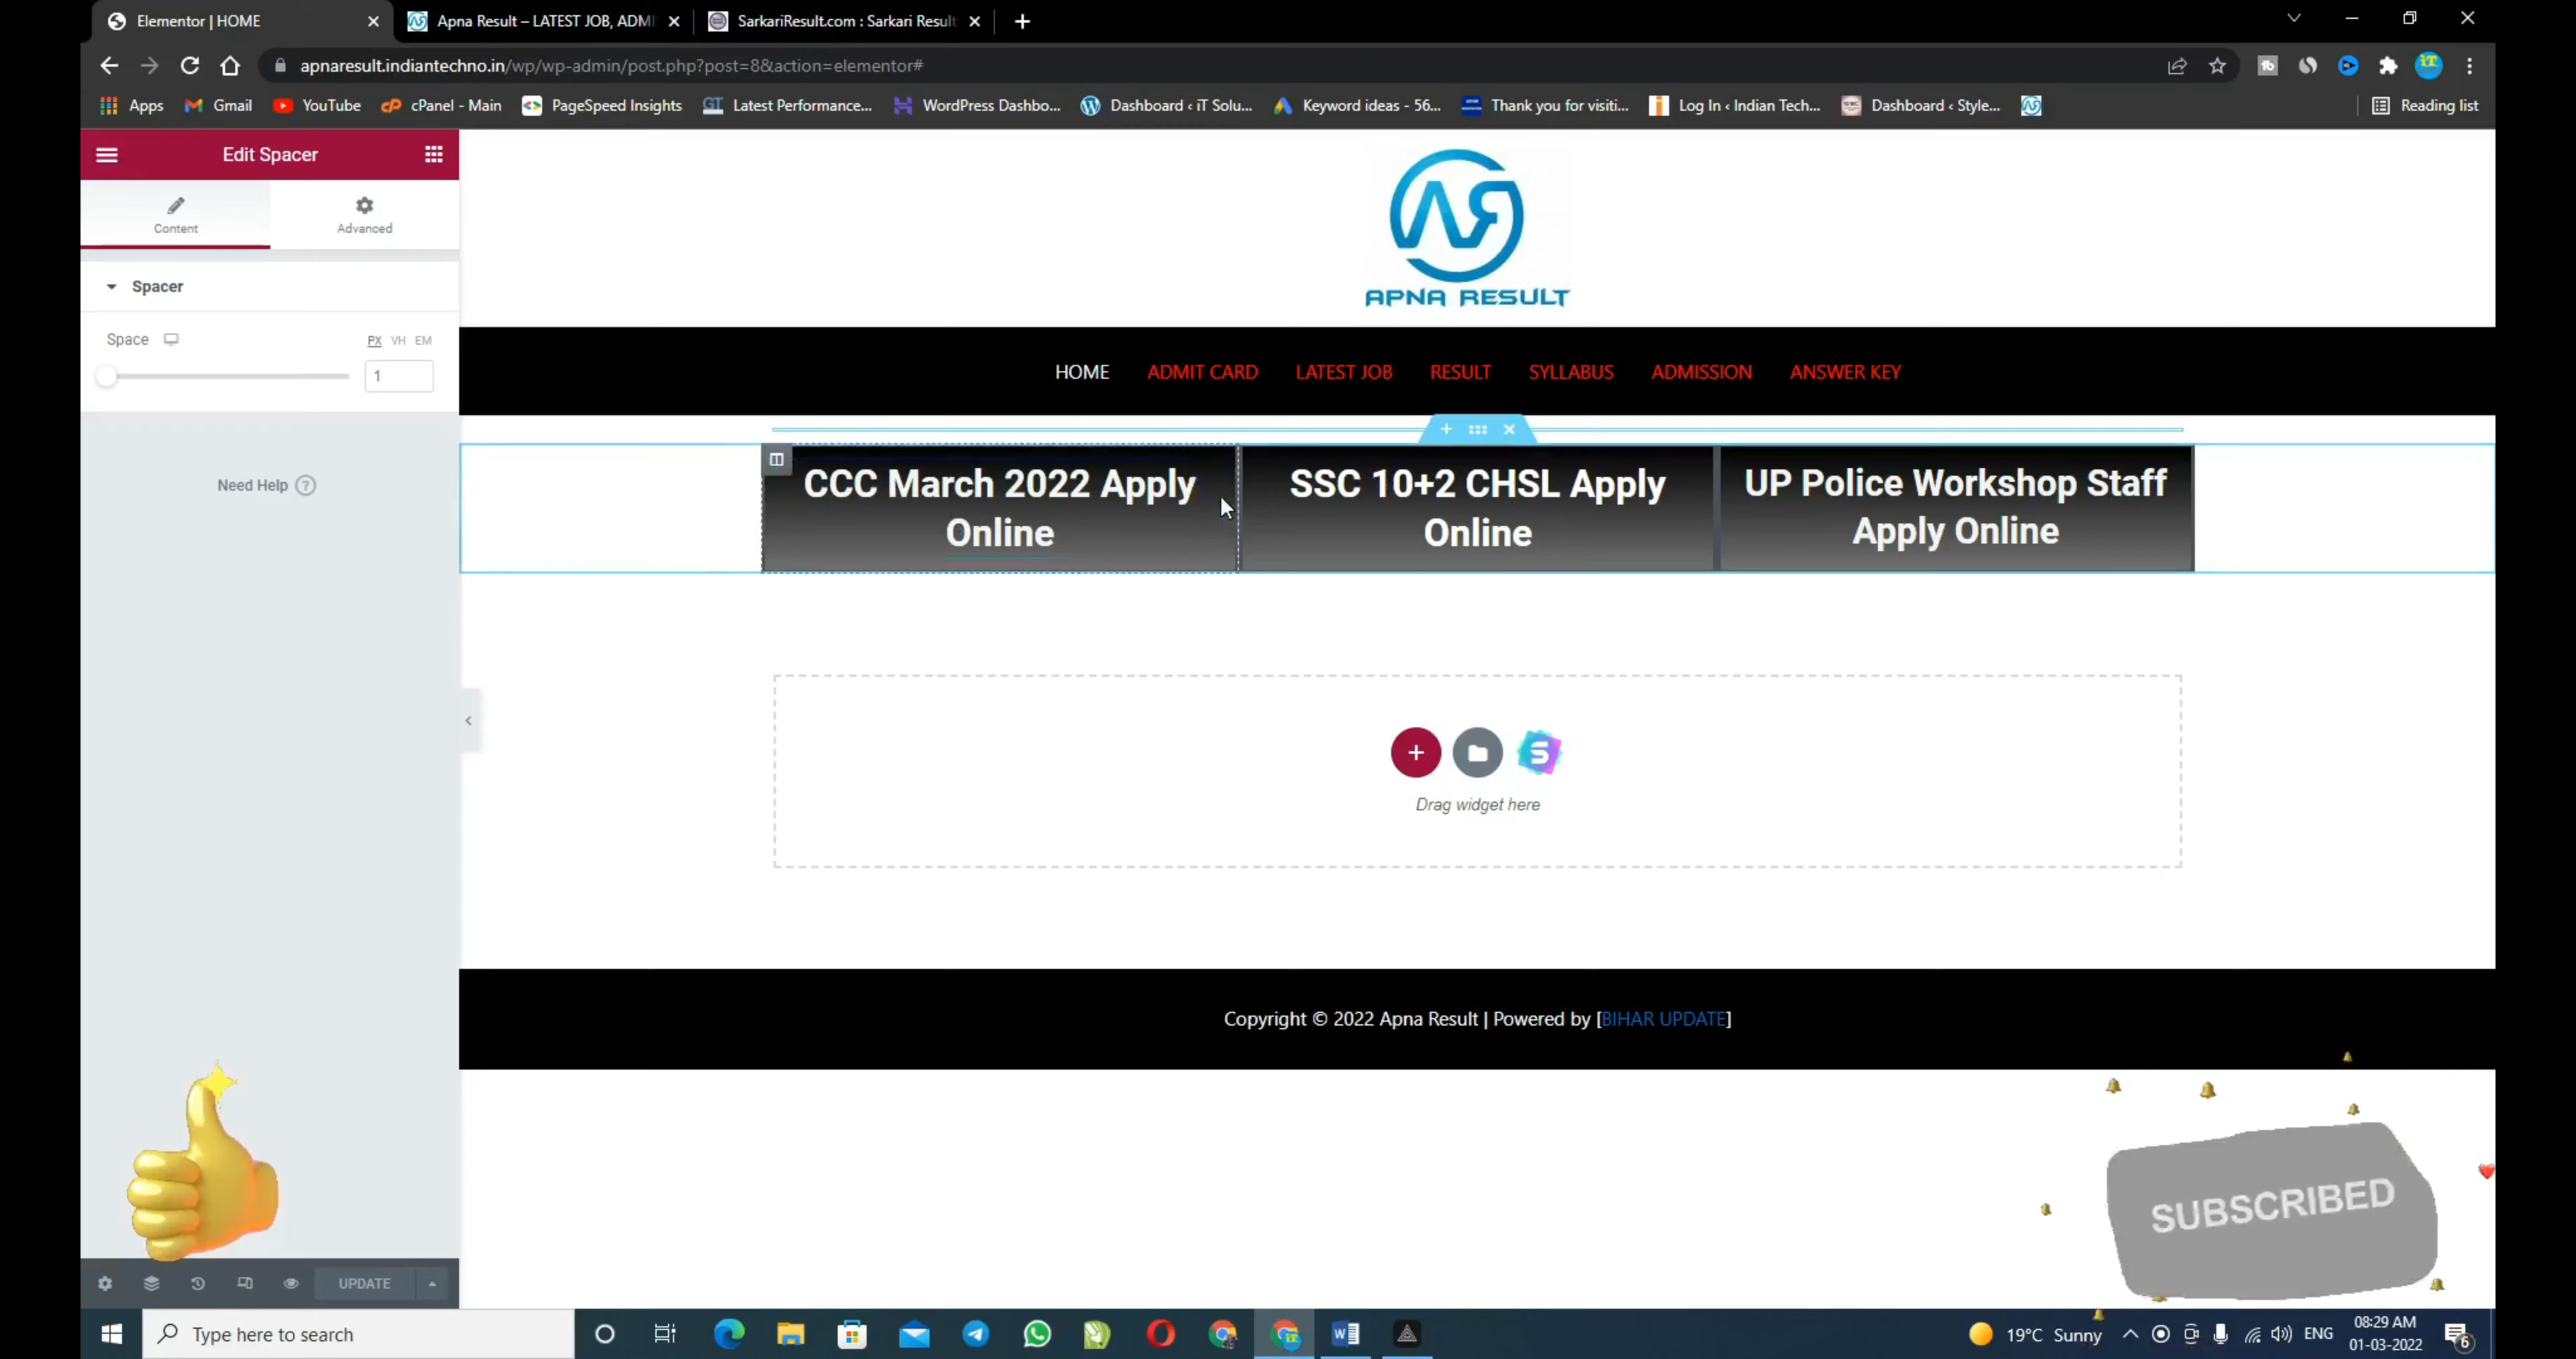 Elementor | HOME
Apna Result – LATEST JOB, ADMI
SarkariResult.com : Sarkari Result
apnaresult.indiantechno.in/wp/wp-admin/post.php?post=8&action=elementor#
Apps
Gmail
YouTube
cPanel - Main
PageSpeed Insights
Latest Performance...
WordPress Dashbo...
Dashboard ‹ iT Solu...
Keyword ideas - 56...
Thank you for visiti...
Log In ‹ Indian Tech...
Dashboard ‹ Style...
Reading list
Edit Spacer
Content
Advanced
Spacer
Space
PX VH EM
1
Need Help ?
APNA RESULT
HOME ADMIT CARD LATEST JOB RESULT SYLLABUS ADMISSION ANSWER KEY
CCC March 2022 Apply
Online
SSC 10+2 CHSL Apply
Online
UP Police Workshop Staff
Apply Online
Drag widget here
Copyright © 2022 Apna Result | Powered by [BIHAR UPDATE]
SUBSCRIBED
UPDATE
Type here to search
19°C Sunny
ENG
08:29 AM
01-03-2022
6